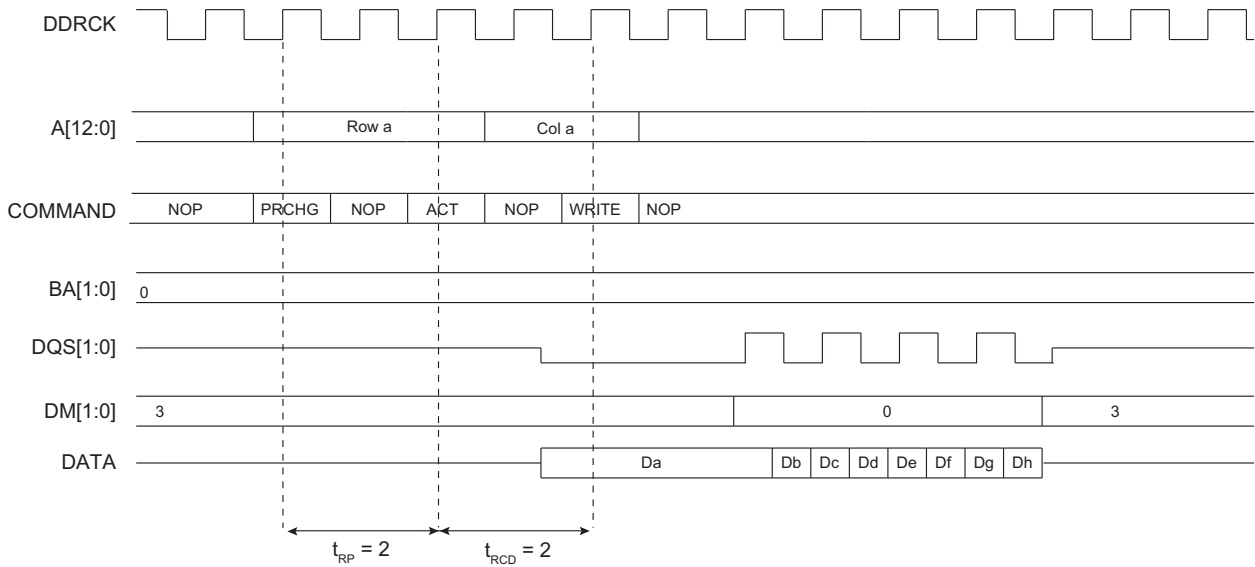 DDRCK
A[12:0] Row a Col a
COMMAND NOP PRCHG NOP ACT NOP WRITE NOP
BA[1:0] 0
DQS[1:0]
DM[1:0] 3 0 3
DATA Da Db Dc Dd De Df Dg Dh
tRP = 2 tRCD = 2